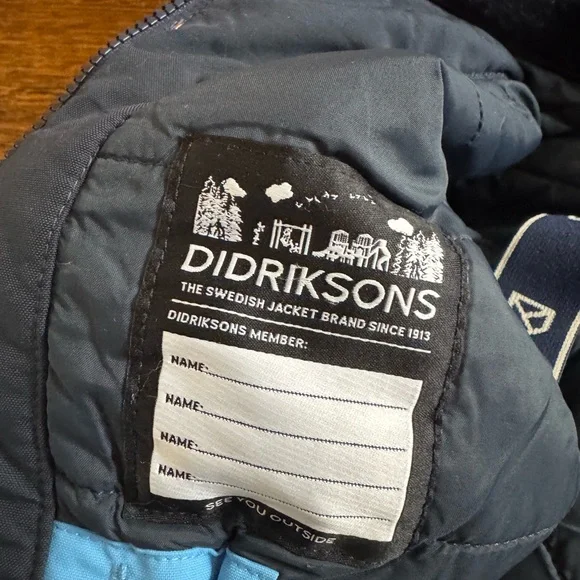 DIDRIKSONS
THE SWEDISH JACKET BRAND SINCE 1913
DIDRIKSONS MEMBER:
NAME:
NAME:
NAME:
NAME:
SEE YOU OUTSIDE